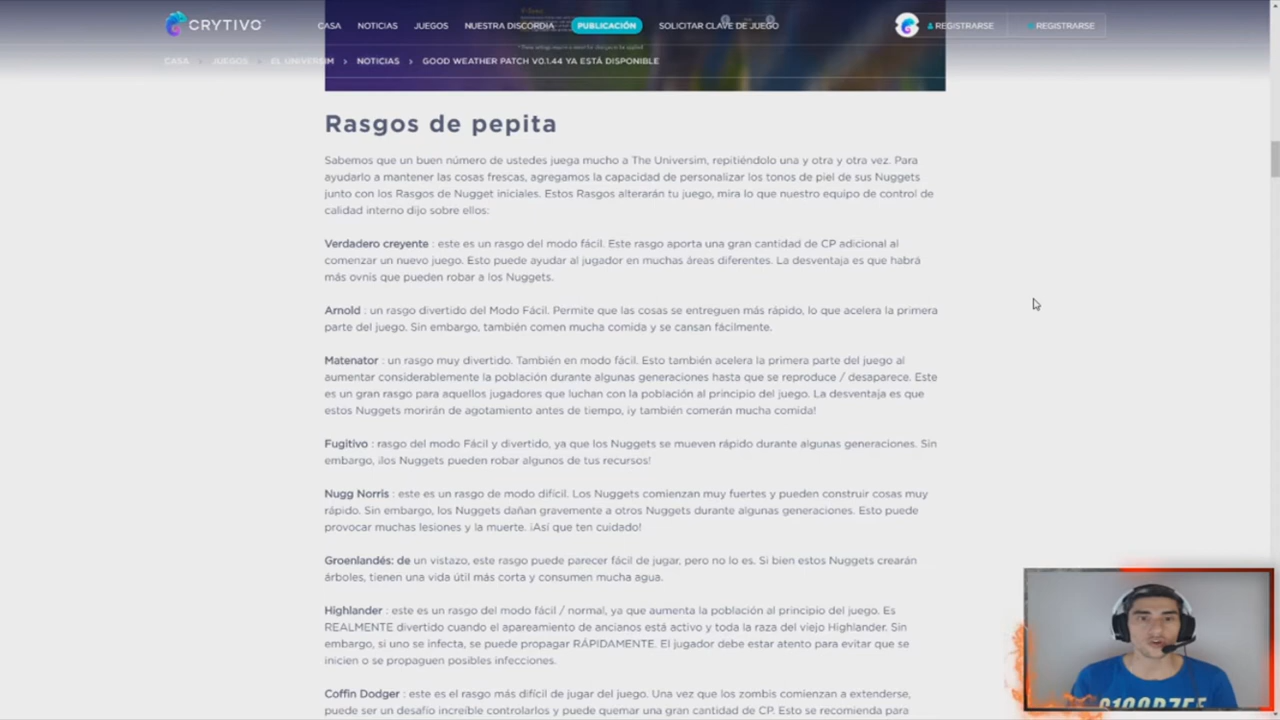 CRYTIVO
CASA NOTICIAS JUEGOS NUESTRA DISCORDIA PUBLICACIÓN SOLICITAR CLAVE DE JUEGO REGISTRARSE REGISTRARSE
CASA > JUEGOS > EL UNIVERSIM > NOTICIAS > GOOD WEATHER PATCH V0.1.44 YA ESTÁ DISPONIBLE
Rasgos de pepita
Sabemos que un buen número de ustedes juega mucho a The Universim, repitiéndolo una y otra y otra vez. Para
ayudarlo a mantener las cosas frescas, agregamos la capacidad de personalizar los tonos de piel de sus Nuggets
junto con los Rasgos de Nugget iniciales. Estos Rasgos alterarán tu juego, mira lo que nuestro equipo de control de
calidad interno dijo sobre ellos:
Verdadero creyente : este es un rasgo del modo fácil. Este rasgo aporta una gran cantidad de CP adicional al
comenzar un nuevo juego. Esto puede ayudar al jugador en muchas áreas diferentes. La desventaja es que habrá
más ovnis que pueden robar a los Nuggets.
Arnold : un rasgo divertido del Modo Fácil. Permite que las cosas se entreguen más rápido, lo que acelera la primera
parte del juego. Sin embargo, también comen mucha comida y se cansan fácilmente.
Matenator : un rasgo muy divertido. También en modo fácil. Esto también acelera la primera parte del juego al
aumentar considerablemente la población durante algunas generaciones hasta que se reproduce / desaparece. Este
es un gran rasgo para aquellos jugadores que luchan con la población al principio del juego. La desventaja es que
estos Nuggets morirán de agotamiento antes de tiempo, ¡y también comerán mucha comida!
Fugitivo : rasgo del modo Fácil y divertido, ya que los Nuggets se mueven rápido durante algunas generaciones. Sin
embargo, ¡los Nuggets pueden robar algunos de tus recursos!
Nugg Norris : este es un rasgo de modo difícil. Los Nuggets comienzan muy fuertes y pueden construir cosas muy
rápido. Sin embargo, los Nuggets dañan gravemente a otros Nuggets durante algunas generaciones. Esto puede
provocar muchas lesiones y la muerte. ¡Así que ten cuidado!
Groenlandés: de un vistazo, este rasgo puede parecer fácil de jugar, pero no lo es. Si bien estos Nuggets crearán
árboles, tienen una vida útil más corta y consumen mucha agua.
Highlander : este es un rasgo del modo fácil / normal, ya que aumenta la población al principio del juego. Es
REALMENTE divertido cuando el apareamiento de ancianos está activo y toda la raza del viejo Highlander. Sin
embargo, si uno se infecta, se puede propagar RÁPIDAMENTE. El jugador debe estar atento para evitar que se
inicien o se propaguen posibles infecciones.
Coffin Dodger : este es el rasgo más difícil de jugar del juego. Una vez que los zombis comienzan a extenderse,
puede ser un desafío increíble controlarlos y puede quemar una gran cantidad de CP. Esto se recomienda para